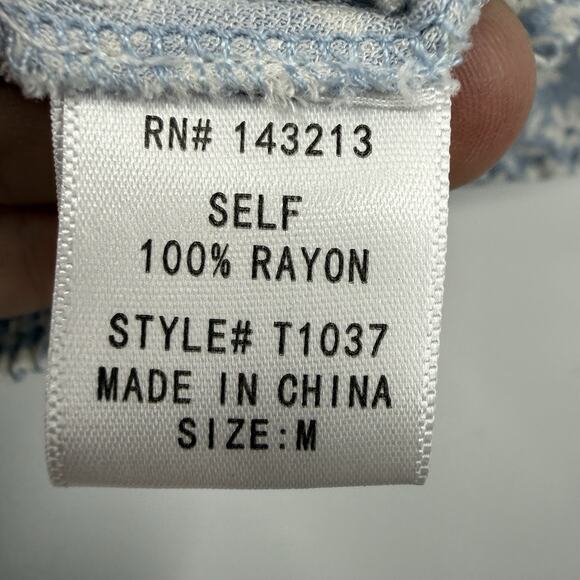 RN# 143213
SELF
100% RAYON
STYLE# T1037
MADE IN CHINA
SIZE:M